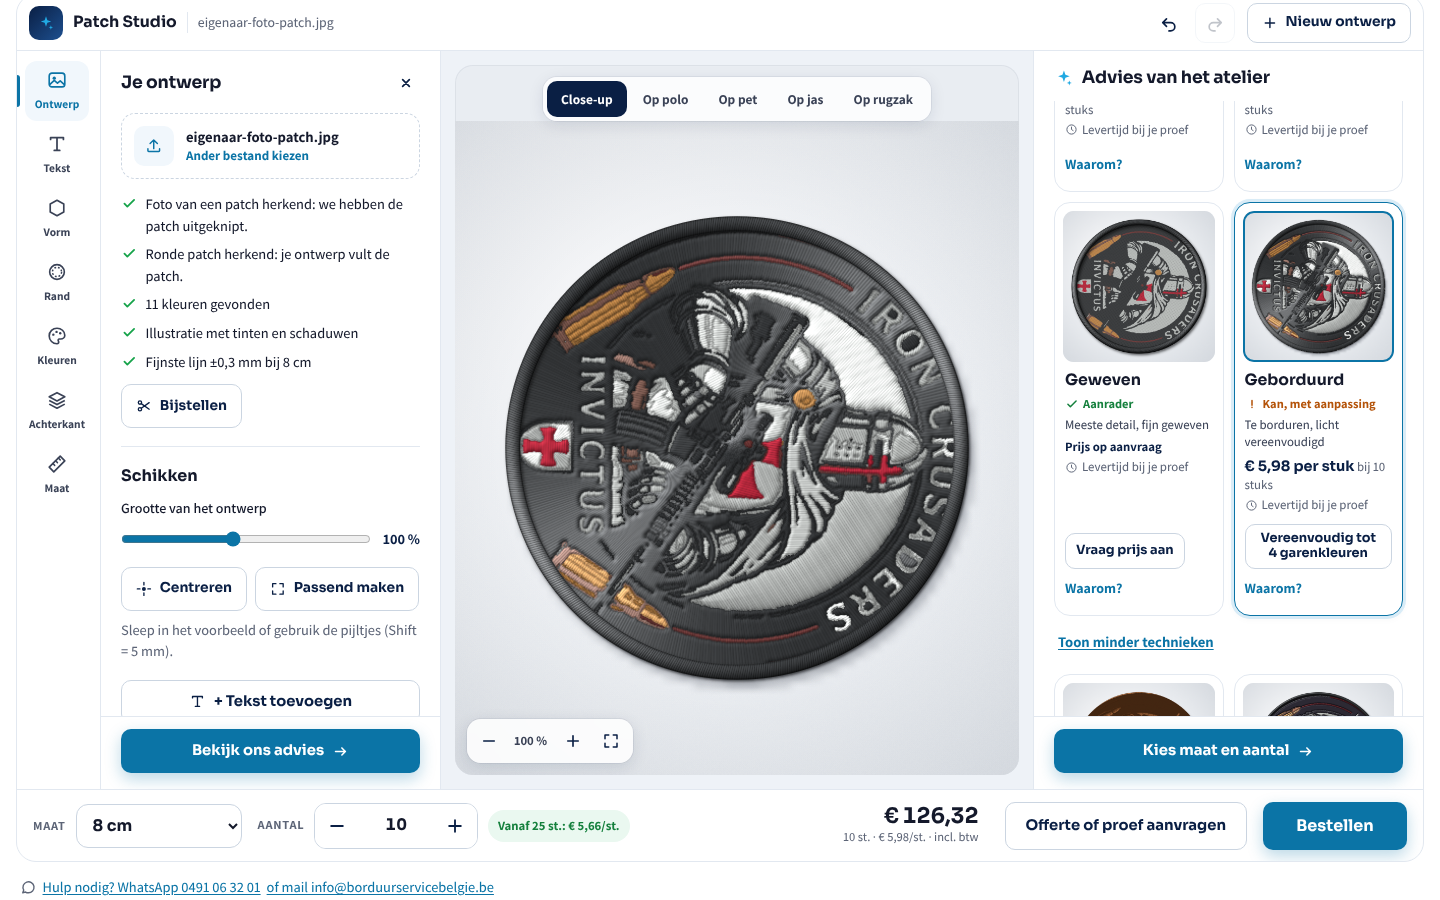 Patch Studio
eigenaar-foto-patch.jpg
Nieuw ontwerp
Ontwerp
Tekst
Vorm
Rand
Kleuren
Achterkant
Maat
Je ontwerp
eigenaar-foto-patch.jpg
Ander bestand kiezen
Foto van een patch herkend: we hebben de
patch uitgeknipt.
Ronde patch herkend: je ontwerp vult de
patch.
11 kleuren gevonden
Illustratie met tinten en schaduwen
Fijnste lijn ±0,3 mm bij 8 cm
Bijstellen
Schikken
Grootte van het ontwerp
100 %
Centreren
Passend maken
Sleep in het voorbeeld of gebruik de pijltjes (Shift
= 5 mm).
+ Tekst toevoegen
Bekijk ons advies →
Close-up
Op polo
Op pet
Op jas
Op rugzak
IRON CRUSADERS
INVICTUS
100 %
Advies van het atelier
stuks
Levertijd bij je proef
Waarom?
stuks
Levertijd bij je proef
Waarom?
IRON CRUSADERS
INVICTUS
Geweven
Aanrader
Meeste detail, fijn geweven
Prijs op aanvraag
Levertijd bij je proef
Vraag prijs aan
Waarom?
IRON CRUSADERS
INVICTUS
Geborduurd
! Kan, met aanpassing
Te borduren, licht
vereenvoudigd
€ 5,98 per stuk bij 10
stuks
Levertijd bij je proef
Vereenvoudig tot
4 garenkleuren
Waarom?
Toon minder technieken
Kies maat en aantal →
MAAT
8 cm
AANTAL
10
Vanaf 25 st.: € 5,66/st.
€ 126,32
10 st. · € 5,98/st. · incl. btw
Offerte of proef aanvragen
Bestellen
Hulp nodig? WhatsApp 0491 06 32 01 of mail info@borduurservicebelgie.be